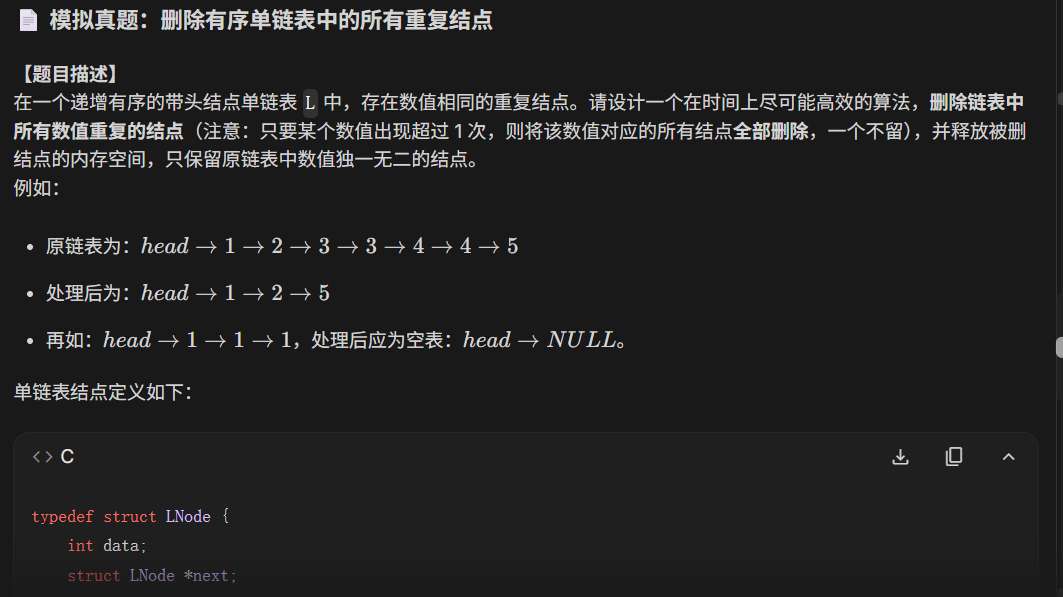 📄 模拟真题：删除有序单链表中的所有重复结点
【题目描述】
在一个递增有序的带头结点单链表 L 中，存在数值相同的重复结点。请设计一个在时间上尽可能高效的算法，删除链表中
所有数值重复的结点（注意：只要某个数值出现超过 1 次，则将该数值对应的所有结点全部删除，一个不留），并释放被删
结点的内存空间，只保留原链表中数值独一无二的结点。
例如：
• 原链表为：head → 1 → 2 → 3 → 3 → 4 → 4 → 5
• 处理后为：head → 1 → 2 → 5
• 再如：head → 1 → 1 → 1，处理后应为空表：head → NULL。
单链表结点定义如下：
<> C
typedef struct LNode {
int data;
struct LNode *next;